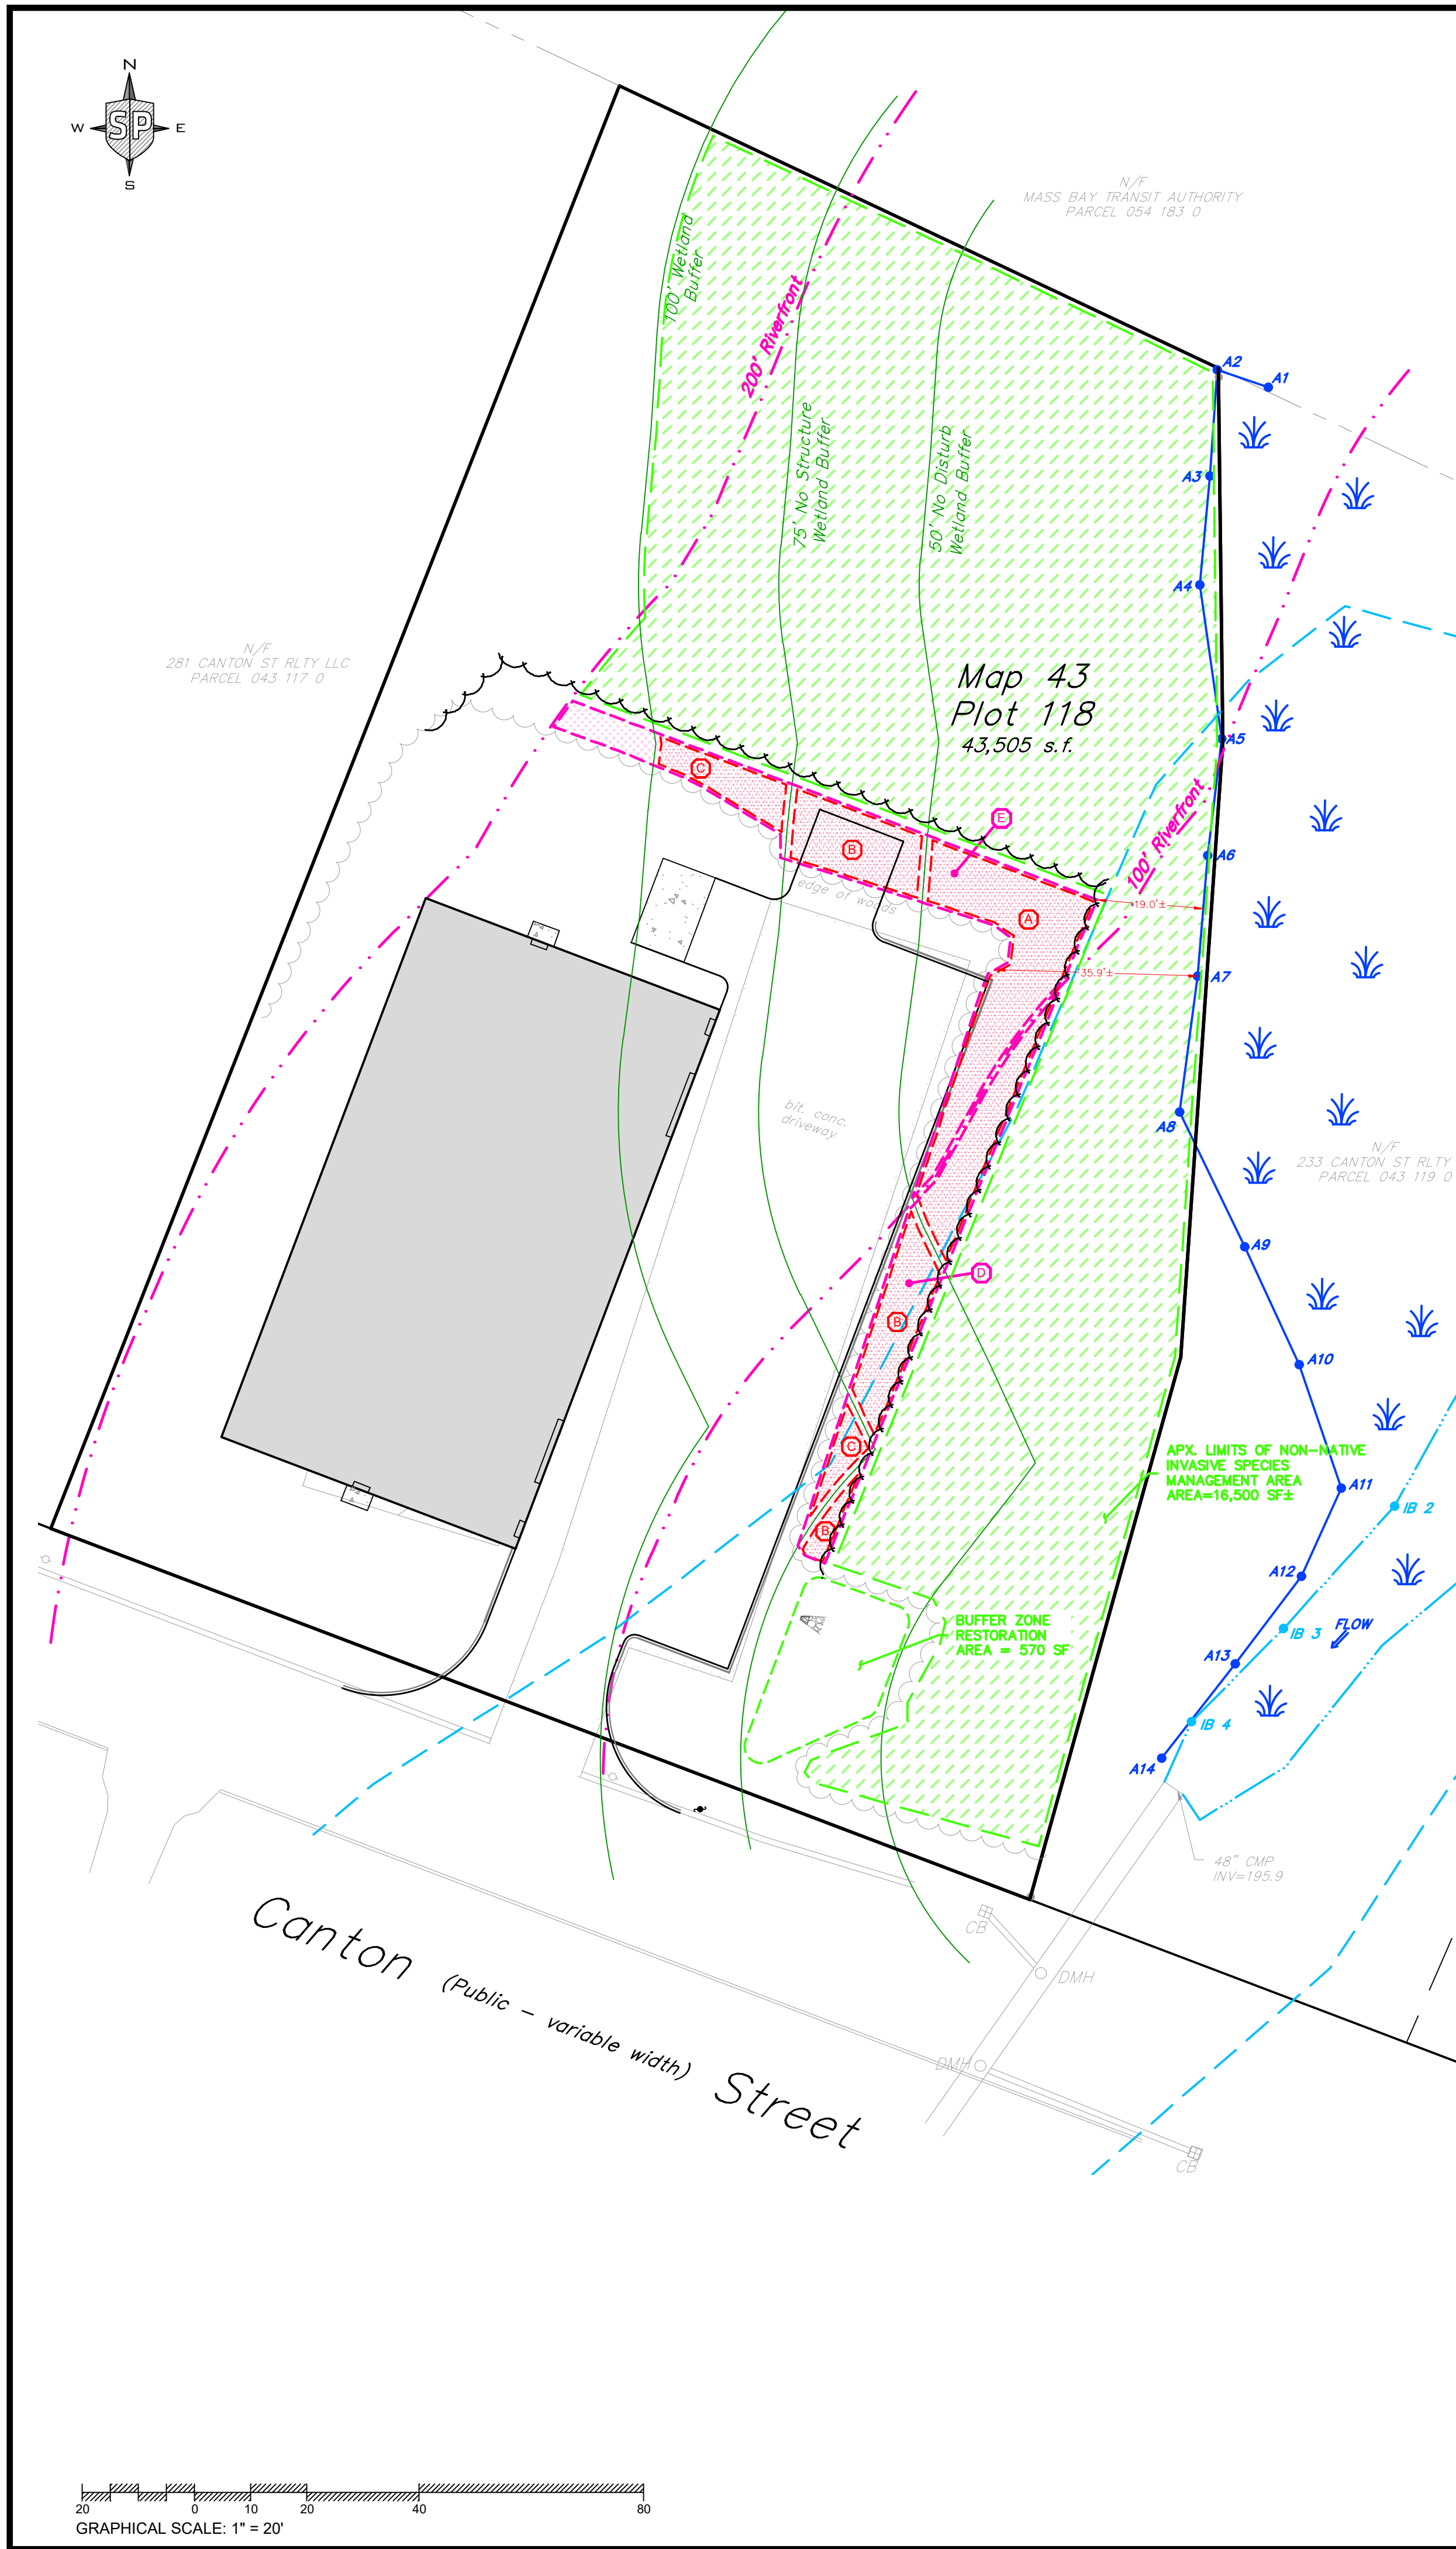 N
W SP E
S
N/F
MASS BAY TRANSIT AUTHORITY
PARCEL 054 183 0
100' Wetland
Buffer
200' Riverfront
75' No Structure
Wetland Buffer
50' No Disturb
Wetland Buffer
A2
A1
A3
A4
N/F
281 CANTON ST RLTY LLC
PARCEL 043 117 0
Map 43
Plot 118
43,505 s.f.
A5
C
100' Riverfront
E
B
A6
edge of woods
19.0'±
A
35.9'±
A7
bit. conc.
driveway
A8
N/F
233 CANTON ST RLTY
PARCEL 043 119 0
A9
D
B
A10
C
APX. LIMITS OF NON-NATIVE
INVASIVE SPECIES
MANAGEMENT AREA
AREA=16,500 SF±
A11
IB 2
B
A12
BUFFER ZONE
RESTORATION
AREA = 570 SF
IB 3
FLOW
A13
IB 4
A14
48" CMP
INV=195.9
Canton (Public - variable width) Street
CB
DMH
DMH
CB
20 0 10 20 40 80
GRAPHICAL SCALE: 1" = 20'